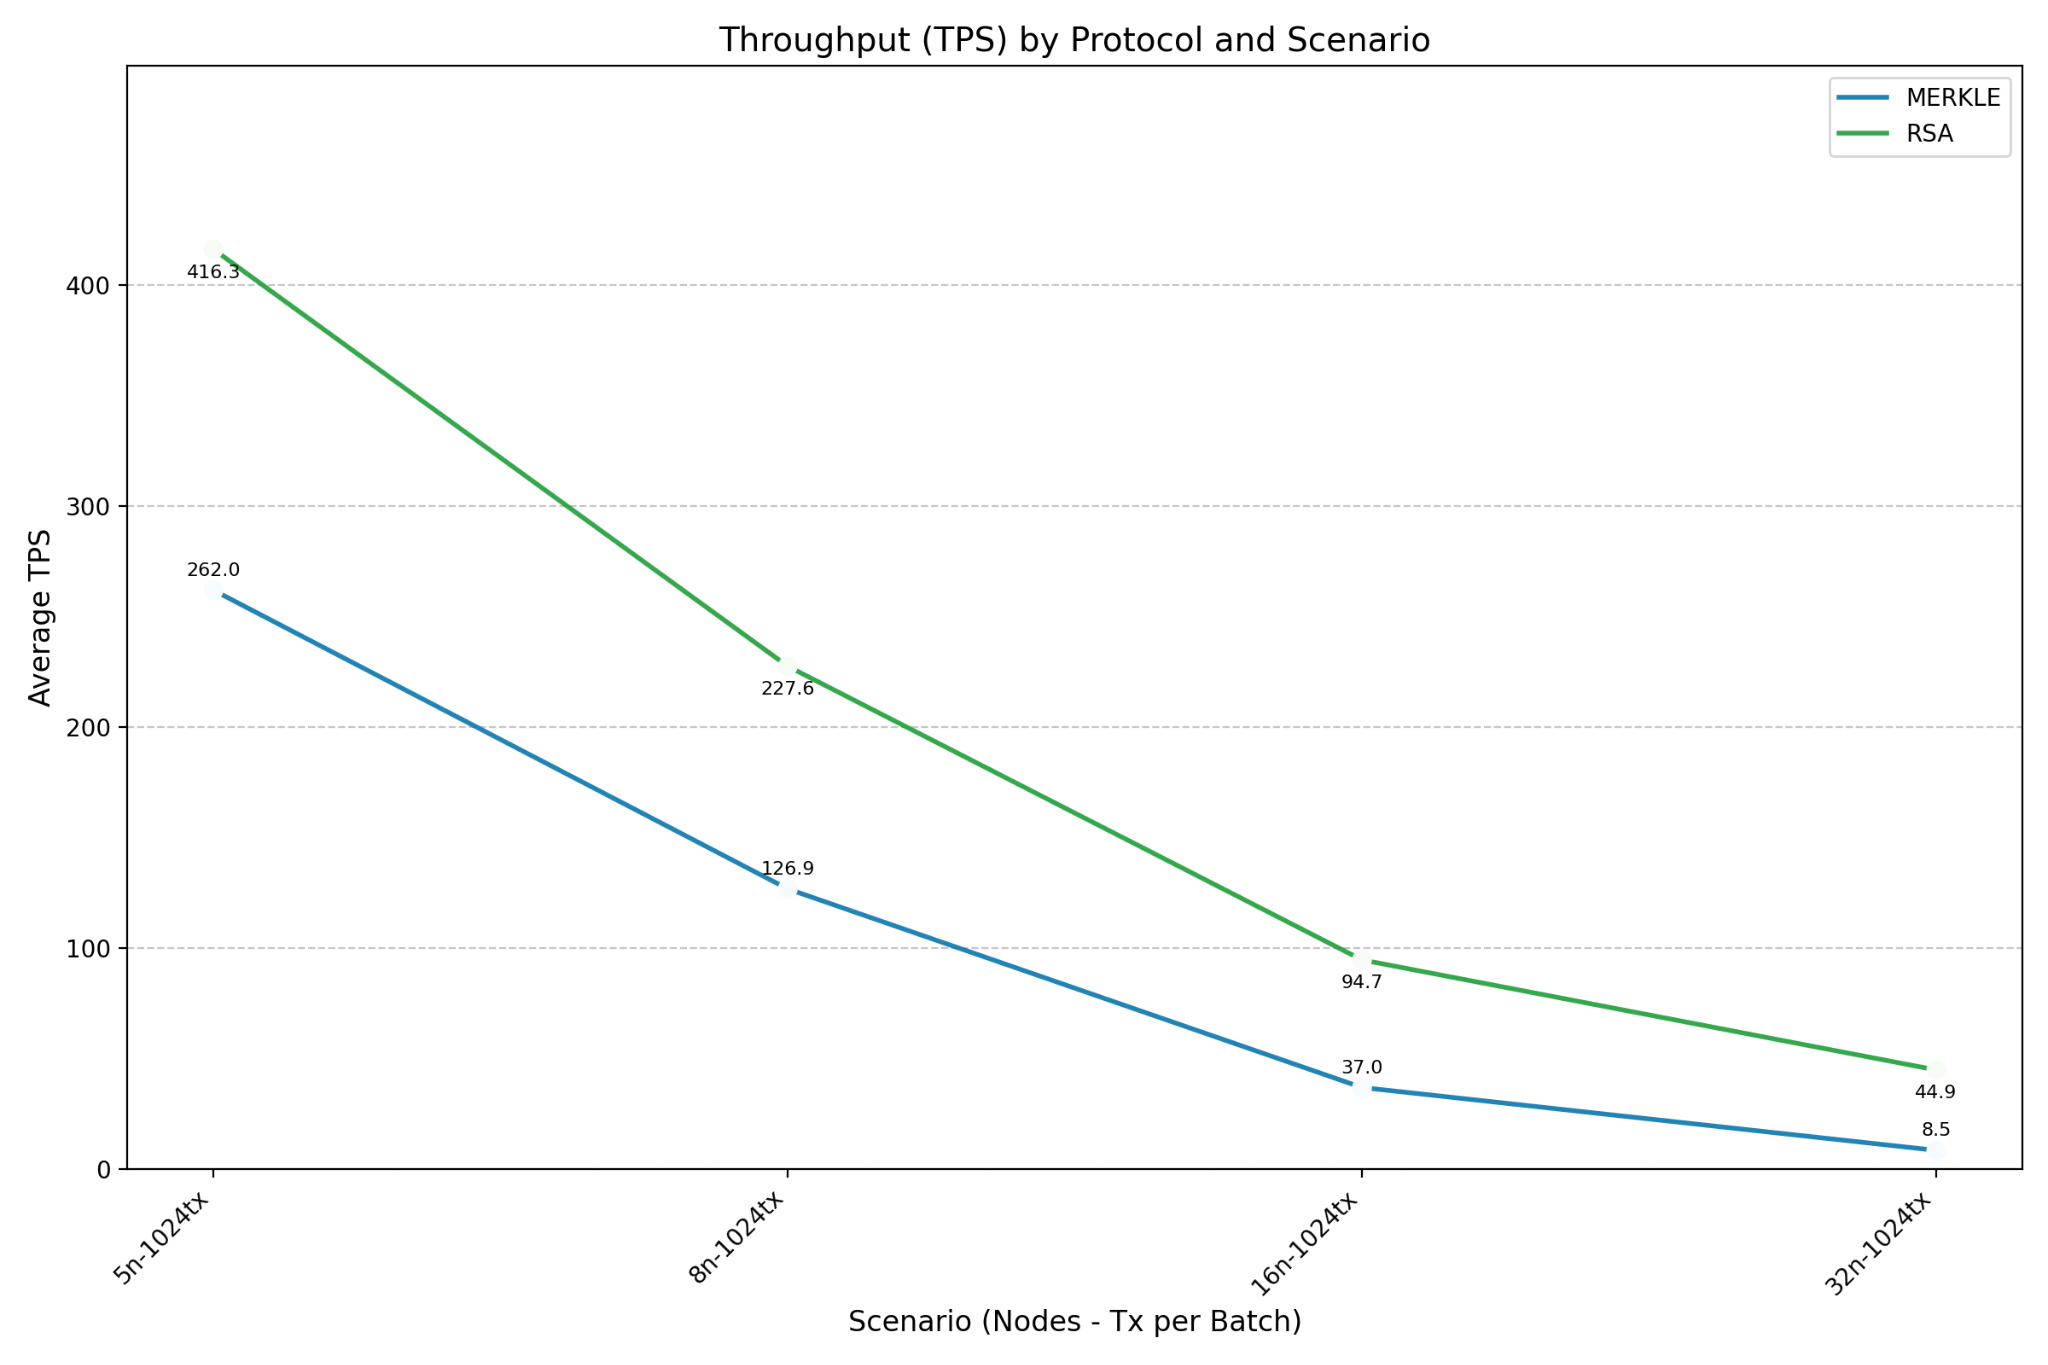 Throughput (TPS) by Protocol and Scenario
MERKLE
RSA
Average TPS
400
300
200
100
0
416.3
262.0
227.6
126.9
94.7
37.0
44.9
8.5
5n-1024tx
8n-1024tx
16n-1024tx
32n-1024tx
Scenario (Nodes - Tx per Batch)